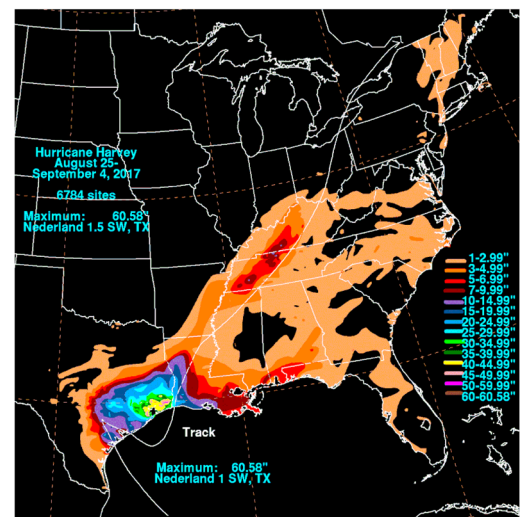 Hurricane Harvey
August 25-
September 4, 2017
6784 sites
Maximum: 60.58"
Nederland 1.5 SW, TX
1-2.99"
3-4.99"
5-6.99"
7-9.99"
10-14.99"
15-19.99"
20-24.99"
25-29.99"
30-34.99"
35-39.99"
40-44.99"
45-49.99"
50-59.99"
60-60.58"
Track
Maximum: 60.58"
Nederland 1 SW, TX